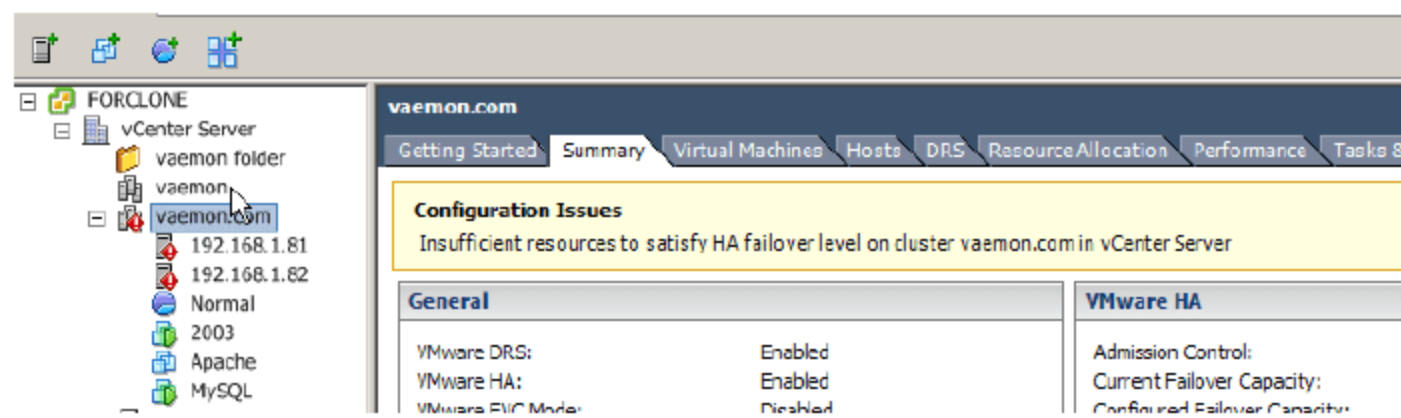 FORCLONE
vCenter Server
vaemon folder
vaemon
vaemon.com
192.168.1.81
192.168.1.82
Normal
2003
Apache
MySQL
vaemon.com
Getting Started Summary Virtual Machines Hosts DRS Resource Allocation Performance Tasks &
Configuration Issues
Insufficient resources to satisfy HA failover level on cluster vaemon.com in vCenter Server
General
VMware DRS: Enabled
VMware HA: Enabled
VMware EVC Mode: Disabled
VMware HA
Admission Control:
Current Failover Capacity:
Configured Failover Capacity: